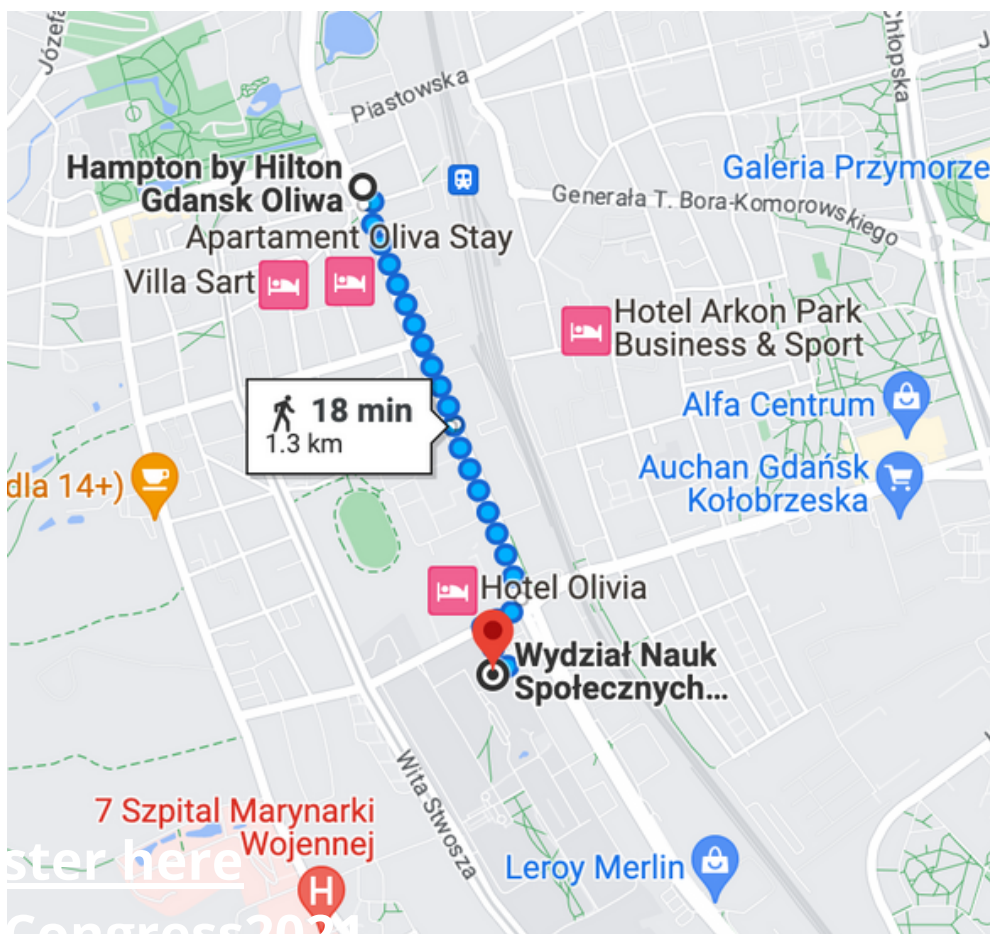 Józefa
Chłopska
J
Piastowska
Hampton by Hilton
Gdansk Oliwa
Galeria Przymorze
Generała T. Bora-Komorowskiego
Apartament Oliva Stay
Villa Sart
Hotel Arkon Park
Business & Sport
18 min
1.3 km
Alfa Centrum
Auchan Gdańsk
Kołobrzeska
dla 14+)
Hotel Olivia
Wydział Nauk
Społecznych...
Wita Stwosza
7 Szpital Marynarki
Wojennej
H
Leroy Merlin
ster here
Congress2021